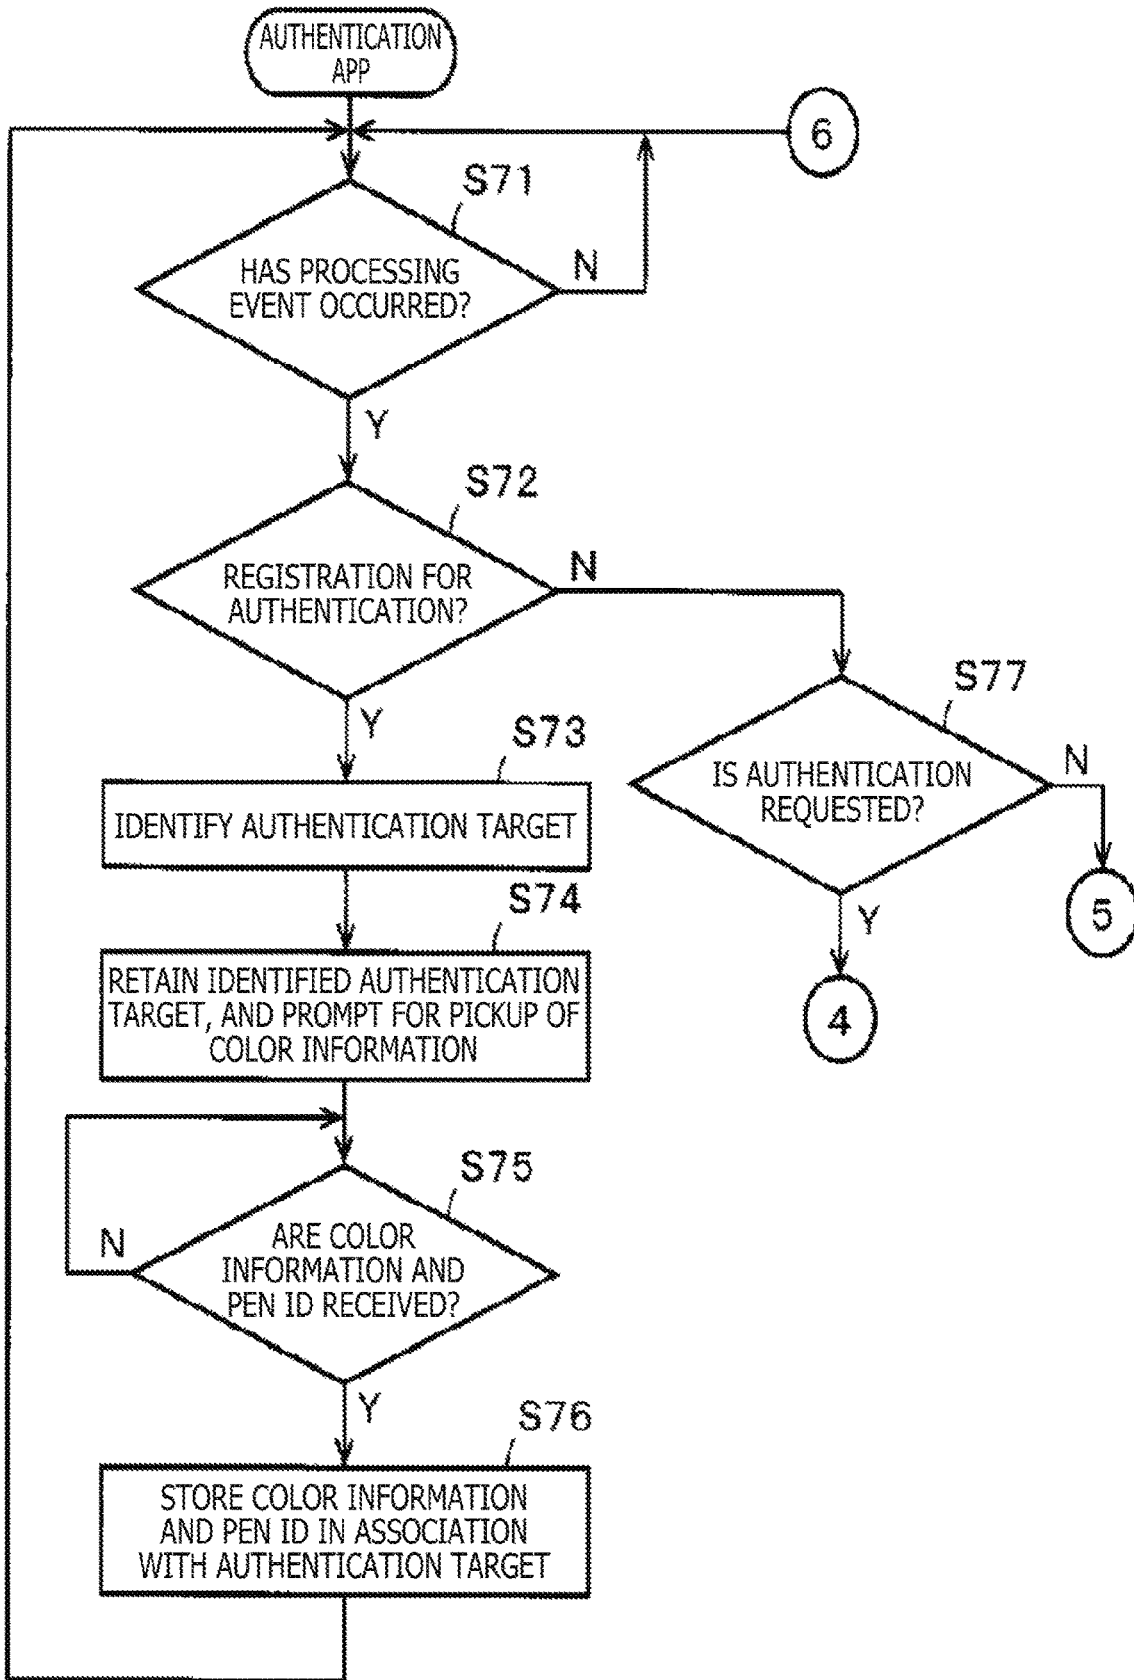 AUTHENTICATION
APP
6
S71
HAS PROCESSING
EVENT OCCURRED?
N
Y
S72
REGISTRATION FOR
AUTHENTICATION?
N
Y
S77
IS AUTHENTICATION
REQUESTED?
N
5
Y
4
S73
IDENTIFY AUTHENTICATION TARGET
S74
RETAIN IDENTIFIED AUTHENTICATION
TARGET, AND PROMPT FOR PICKUP OF
COLOR INFORMATION
S75
ARE COLOR
INFORMATION AND
PEN ID RECEIVED?
N
Y
S76
STORE COLOR INFORMATION
AND PEN ID IN ASSOCIATION
WITH AUTHENTICATION TARGET